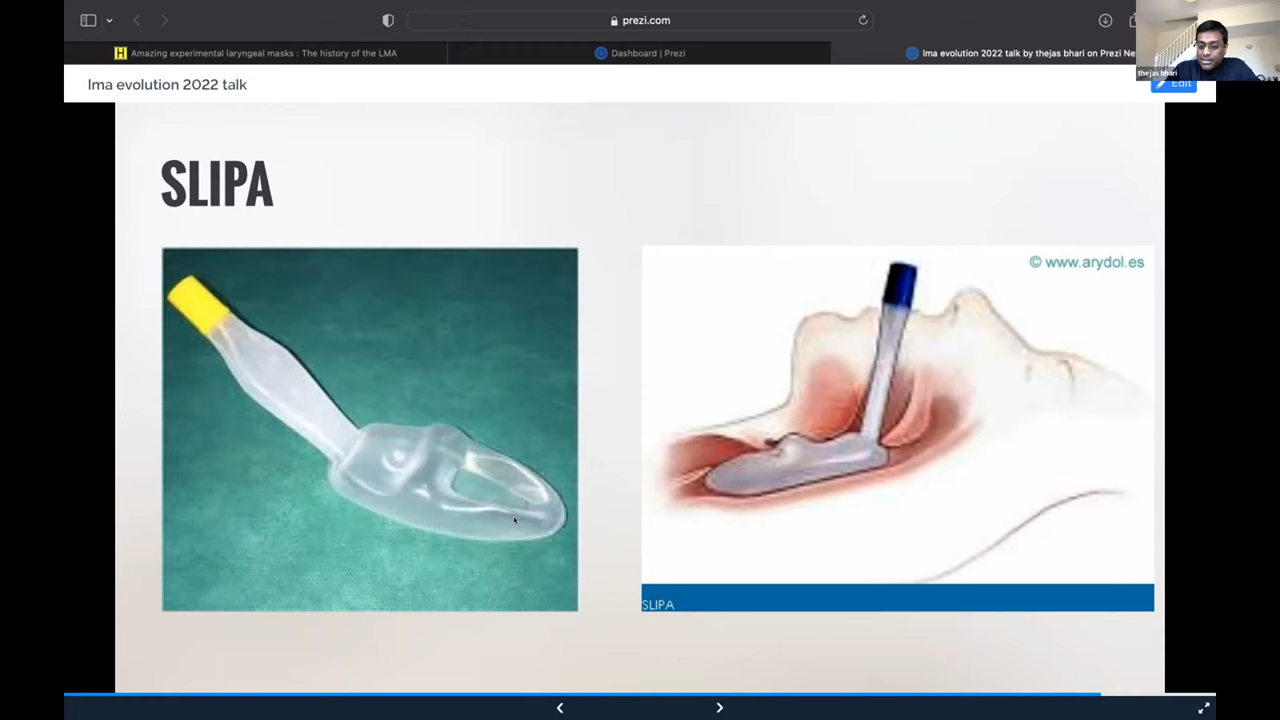 prezi.com
Amazing experimental laryngeal masks : The history of the LMA
Dashboard | Prezi
lma evolution 2022 talk by thejas bhari on Prezi Ne
thejas bhari
lma evolution 2022 talk
Edit
SLIPA
© www.arydol.es
SLIPA